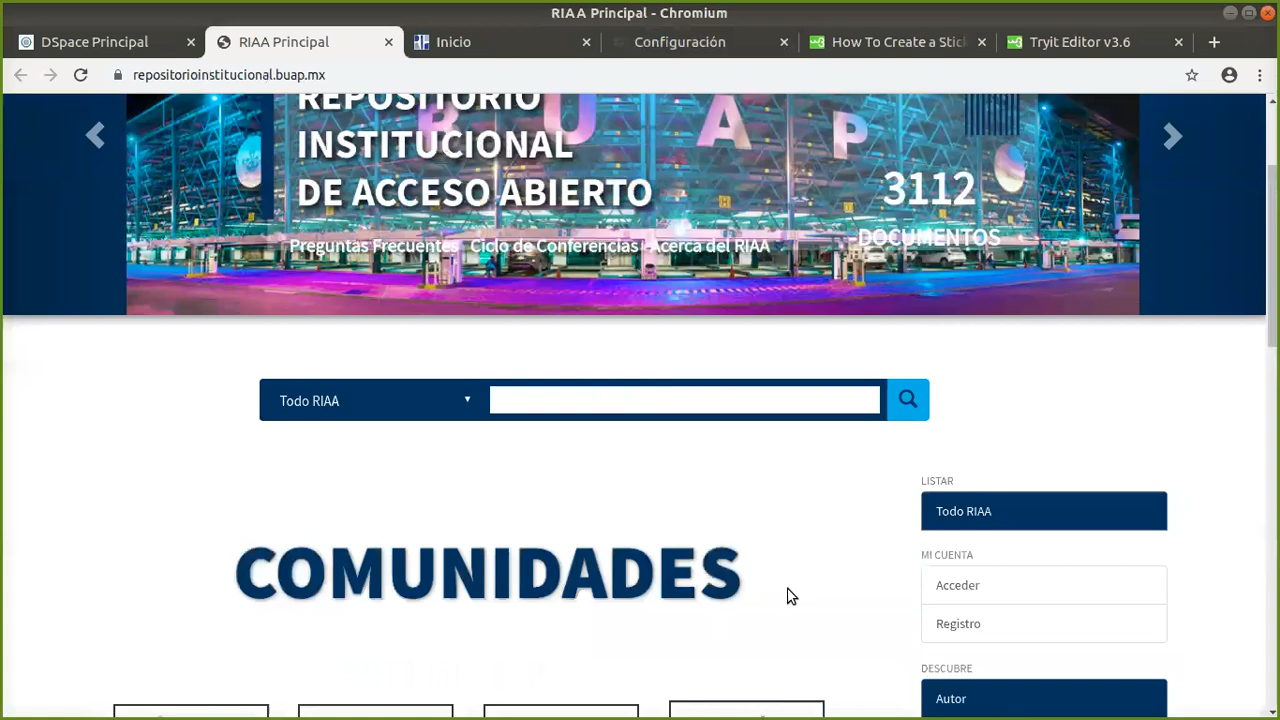 RIAA Principal - Chromium
DSpace Principal
RIAA Principal
Inicio
Configuración
How To Create a Stick
Tryit Editor v3.6
repositorioinstitucional.buap.mx
REPOSITORIO
INSTITUCIONAL
DE ACCESO ABIERTO
B U A P
3112
DOCUMENTOS
Preguntas Frecuentes Ciclo de Conferencias Acerca del RIAA
Todo RIAA
LISTAR
Todo RIAA
COMUNIDADES
MI CUENTA
Acceder
Registro
DESCUBRE
Autor